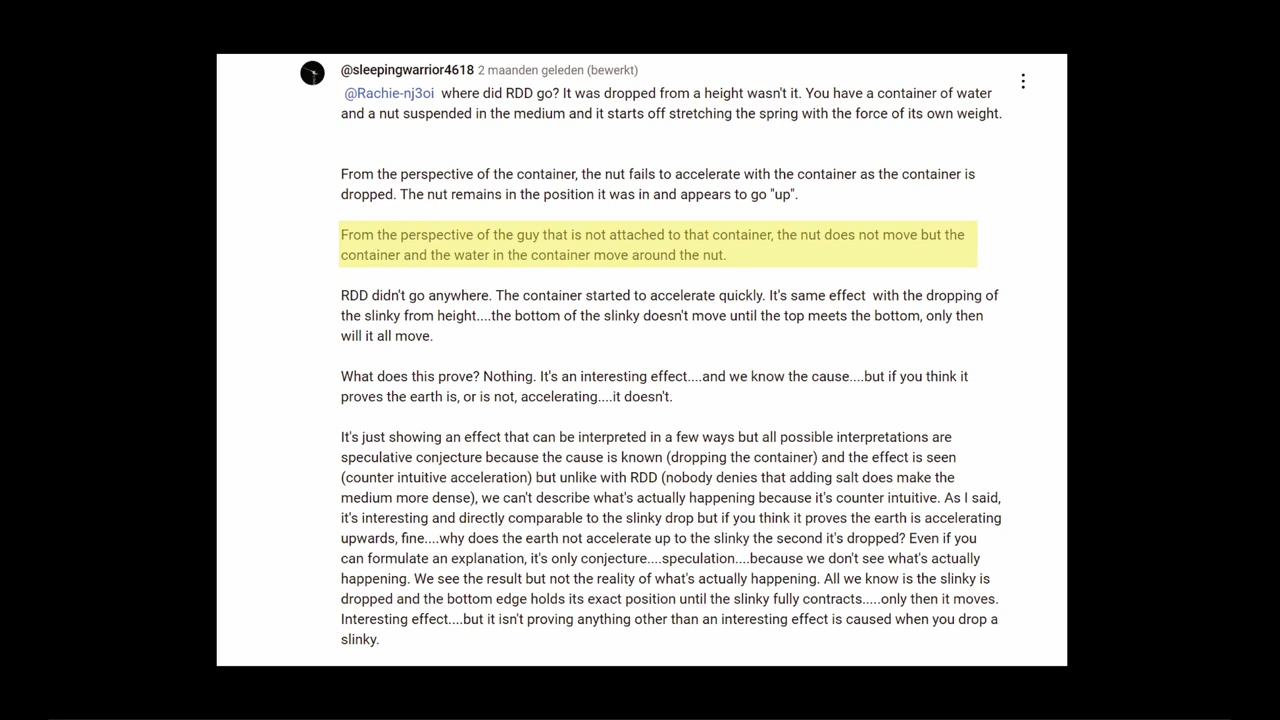 @sleepingwarrior4618 2 maanden geleden (bewerkt)
@Rachie-nj3oi where did RDD go? It was dropped from a height wasn't it. You have a container of water
and a nut suspended in the medium and it starts off stretching the spring with the force of its own weight.
From the perspective of the container, the nut fails to accelerate with the container as the container is
dropped. The nut remains in the position it was in and appears to go "up".
From the perspective of the guy that is not attached to that container, the nut does not move but the
container and the water in the container move around the nut.
RDD didn't go anywhere. The container started to accelerate quickly. It's same effect with the dropping of
the slinky from height....the bottom of the slinky doesn't move until the top meets the bottom, only then
will it all move.
What does this prove? Nothing. It's an interesting effect....and we know the cause....but if you think it
proves the earth is, or is not, accelerating....it doesn't.
It's just showing an effect that can be interpreted in a few ways but all possible interpretations are
speculative conjecture because the cause is known (dropping the container) and the effect is seen
(counter intuitive acceleration) but unlike with RDD (nobody denies that adding salt does make the
medium more dense), we can't describe what's actually happening because it's counter intuitive. As I said,
it's interesting and directly comparable to the slinky drop but if you think it proves the earth is accelerating
upwards, fine....why does the earth not accelerate up to the slinky the second it's dropped? Even if you
can formulate an explanation, it's only conjecture....speculation....because we don't see what's actually
happening. We see the result but not the reality of what's actually happening. All we know is the slinky is
dropped and the bottom edge holds its exact position until the slinky fully contracts.....only then it moves.
Interesting effect....but it isn't proving anything other than an interesting effect is caused when you drop a
slinky.